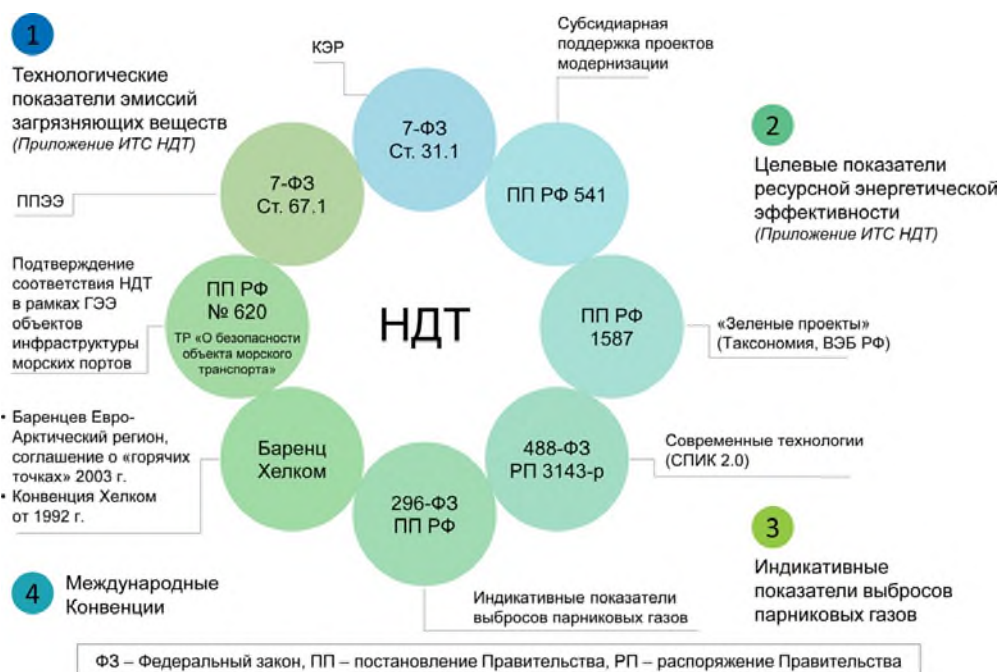 1
Технологические
показатели эмиссий
загрязняющих веществ
(Приложение ИТС НДТ)
КЭР
7-ФЗ
Ст. 31.1
Субсидиарная
поддержка проектов
модернизации
ПП РФ 541
2
Целевые показатели
ресурсной энергетической
эффективности
(Приложение ИТС НДТ)
ППЭЭ
7-ФЗ
Ст. 67.1
Подтверждение
соответствия НДТ
в рамках ГЭЭ
объектов
инфраструктуры
морских портов
ПП РФ
№ 620
ТР «О безопасности
объекта морского
транспорта»
НДТ
ПП РФ
1587
«Зеленые проекты»
(Таксономия, ВЭБ РФ)
• Баренцев Евро-
Арктический регион,
соглашение о «горячих
точках» 2003 г.
• Конвенция Хелком
от 1992 г.
Баренц
Хелком
296-ФЗ
ПП РФ
488-ФЗ
РП 3143-р
Современные технологии
(СПИК 2.0)
3
Индикативные
показатели выбросов
парниковых газов
4
Международные
Конвенции
Индикативные показатели
выбросов парниковых газов
ФЗ – Федеральный закон, ПП – постановление Правительства, РП – распоряжение Правительства